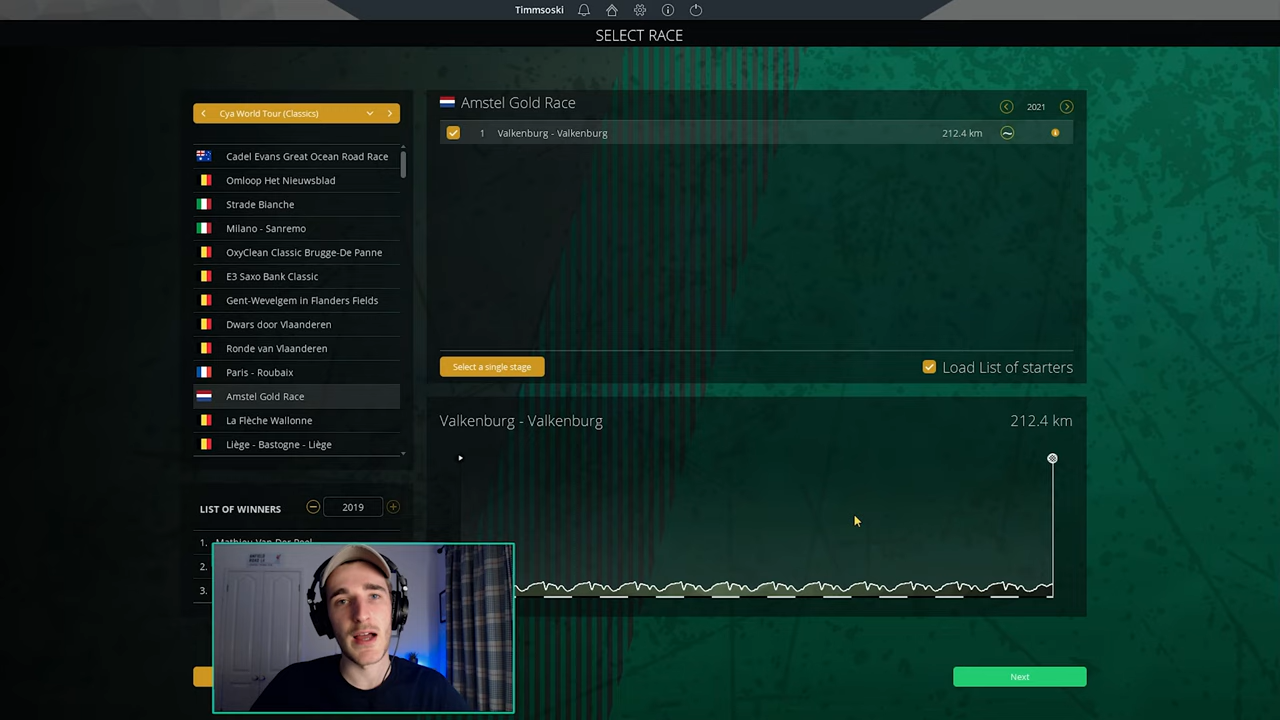 Timmsoski
SELECT RACE
Cya World Tour (Classics)
Cadel Evans Great Ocean Road Race
Omloop Het Nieuwsblad
Strade Bianche
Milano - Sanremo
OxyClean Classic Brugge-De Panne
E3 Saxo Bank Classic
Gent-Wevelgem in Flanders Fields
Dwars door Vlaanderen
Ronde van Vlaanderen
Paris - Roubaix
Amstel Gold Race
La Flèche Wallonne
Liège - Bastogne - Liège
LIST OF WINNERS
2019
1. Mathieu Van Der Poel
2.
3.
Amstel Gold Race
2021
1 Valkenburg - Valkenburg 212.4 km
Select a single stage
Load List of starters
Valkenburg - Valkenburg
212.4 km
Next